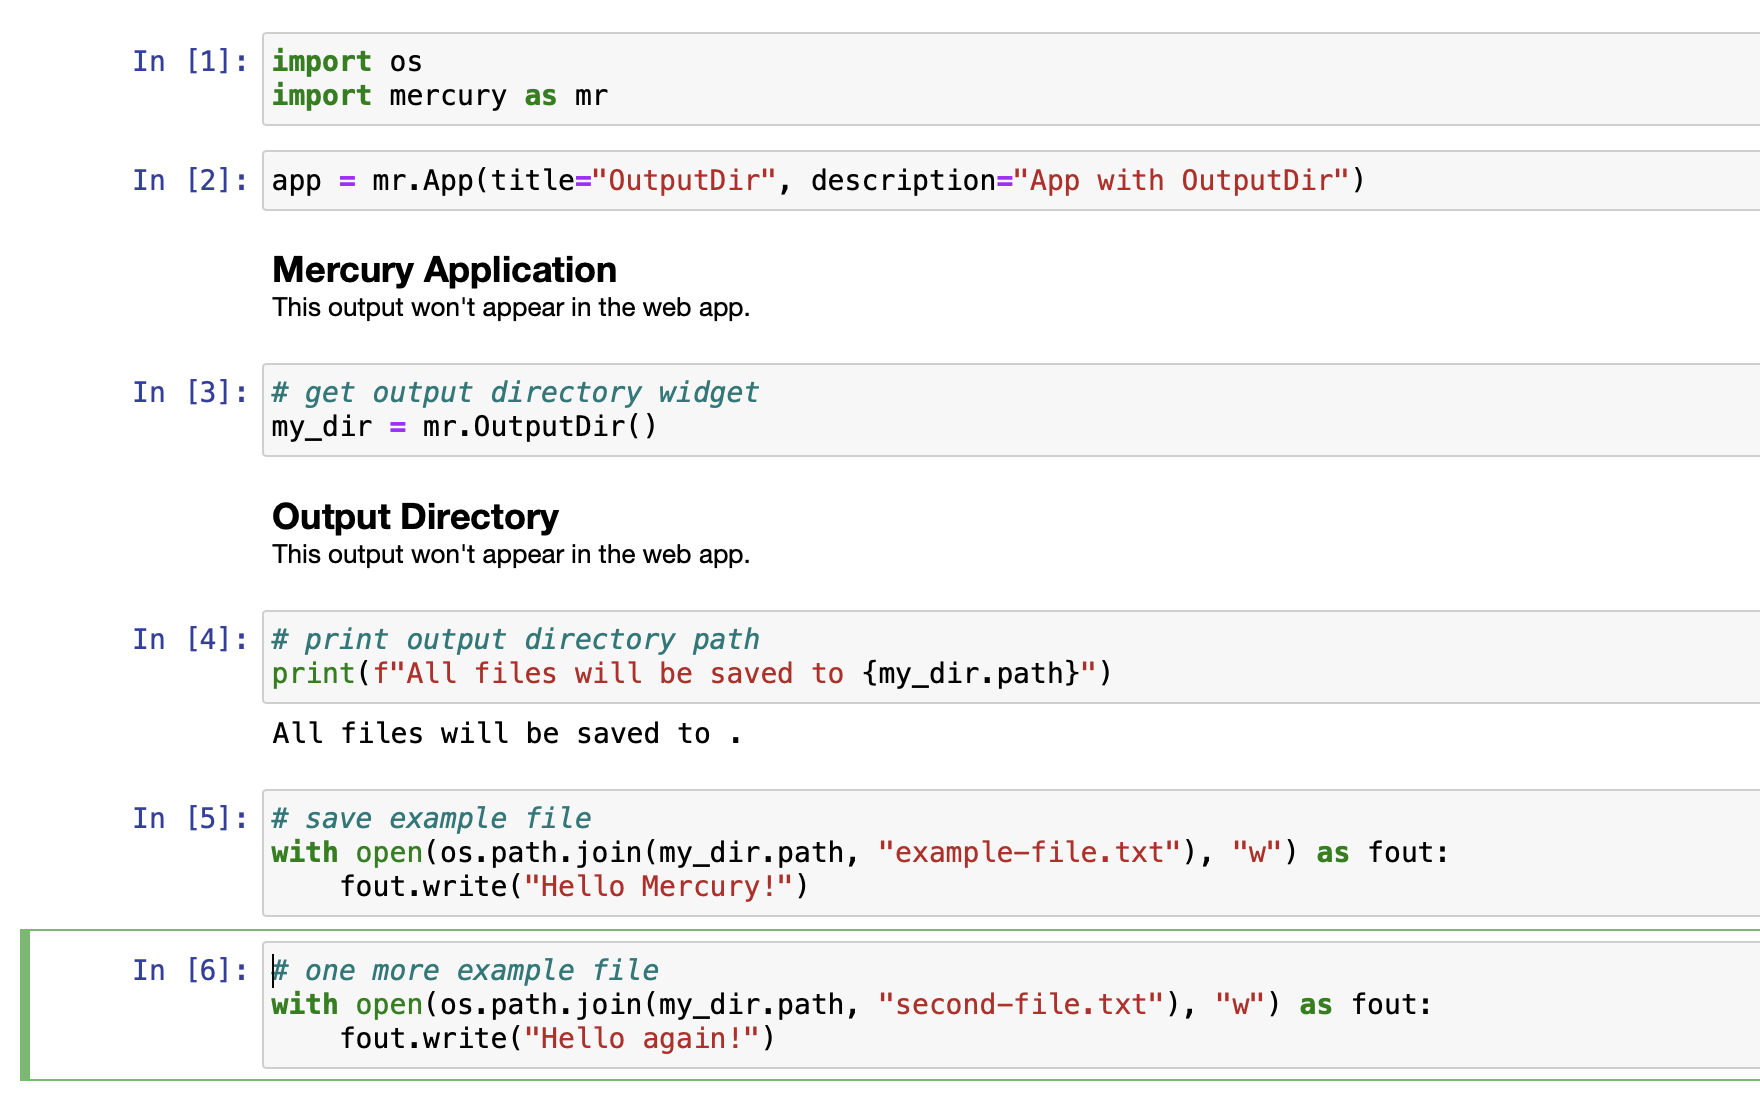 In [1]: import os
import mercury as mr
In [2]: app = mr.App(title="OutputDir", description="App with OutputDir")
Mercury Application
This output won't appear in the web app.
In [3]: # get output directory widget
my_dir = mr.OutputDir()
Output Directory
This output won't appear in the web app.
In [4]: # print output directory path
print(f"All files will be saved to {my_dir.path}")
All files will be saved to .
In [5]: # save example file
with open(os.path.join(my_dir.path, "example-file.txt"), "w") as fout:
    fout.write("Hello Mercury!")
In [6]: # one more example file
with open(os.path.join(my_dir.path, "second-file.txt"), "w") as fout:
    fout.write("Hello again!")